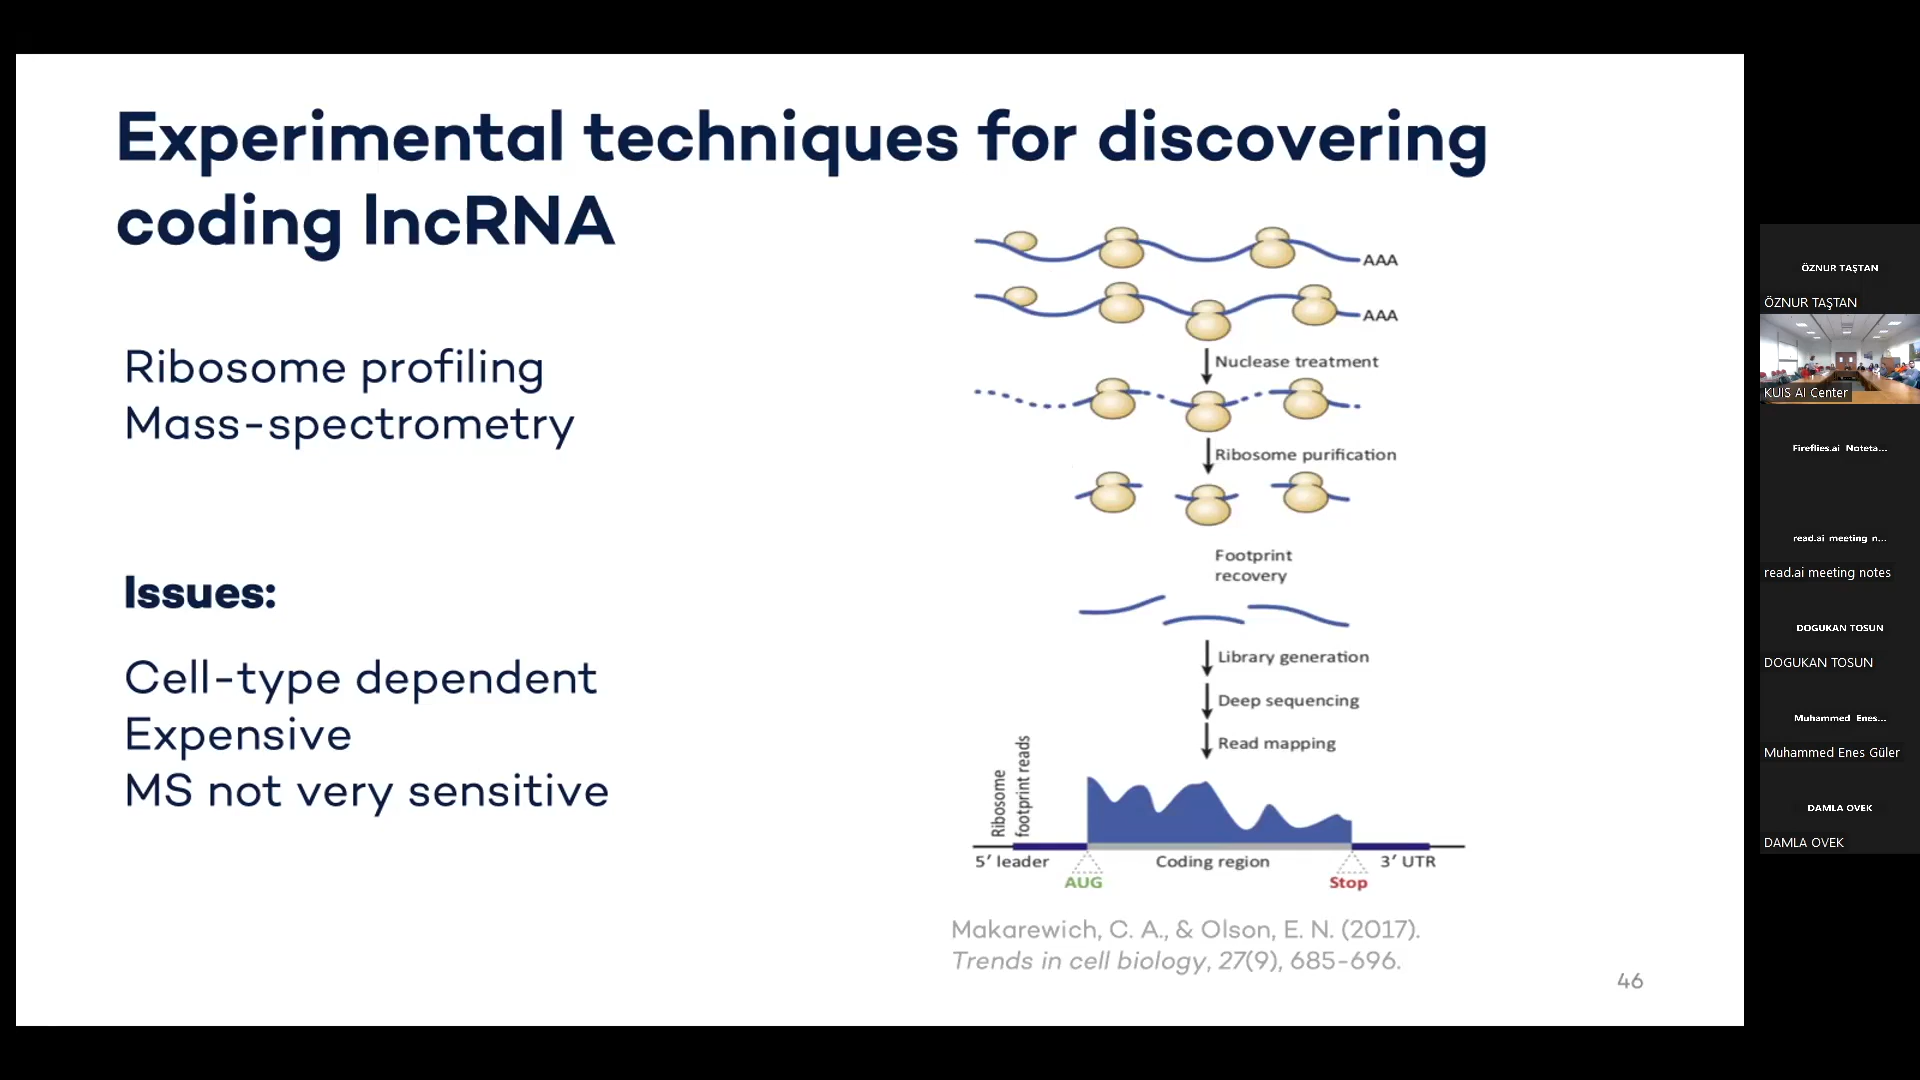 Experimental techniques for discovering
coding lncRNA
Ribosome profiling
Mass-spectrometry
Issues:
Cell-type dependent
Expensive
MS not very sensitive
AAA
AAA
Nuclease treatment
Ribosome purification
Footprint
recovery
Library generation
Deep sequencing
Read mapping
Ribosome
footprint reads
5′ leader
Coding region
3′ UTR
AUG
Stop
Makarewich, C. A., & Olson, E. N. (2017).
Trends in cell biology, 27(9), 685-696.
46
ÖZNUR TAŞTAN
ÖZNUR TAŞTAN
KUIS AI Center
Fireflies.ai Noteta...
read.ai meeting n...
read.ai meeting notes
DOGUKAN TOSUN
DOGUKAN TOSUN
Muhammed Enes...
Muhammed Enes Güler
DAMLA OVEK
DAMLA OVEK